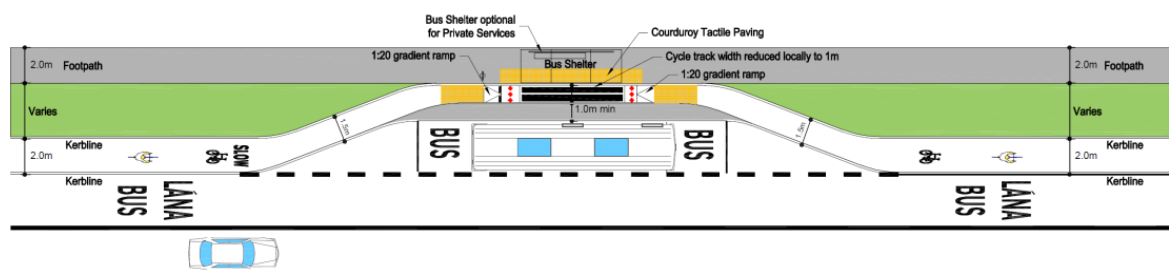 Bus Shelter optional
for Private Services
Courduroy Tactile Paving
1:20 gradient ramp
Bus Shelter
Cycle track width reduced locally to 1m
1:20 gradient ramp
2.0m
Footpath
2.0m
Footpath
Varies
Varies
1.0m min
1.5m
1.5m
BUS
BUS
Kerbline
Kerbline
2.0m
SLOW
2.0m
Kerbline
Kerbline
LÁNA
BUS
LÁNA
BUS